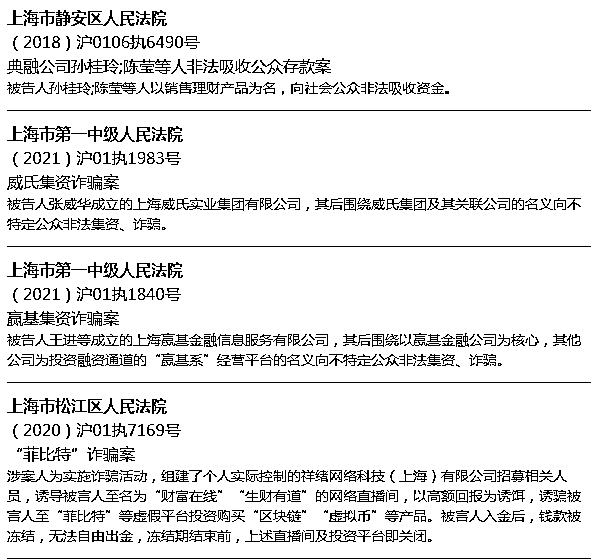 上海市静安区人民法院
（2018）沪0106执6490号
典融公司孙桂玲;陈莹等人非法吸收公众存款案
被告人孙桂玲;陈莹等人以销售理财产品为名，向社会公众非法吸收资金。
上海市第一中级人民法院
（2021）沪01执1983号
威氏集资诈骗案
被告人张威华成立的上海威氏实业集团有限公司，其后围绕威氏集团及其关联公司的名义向不
特定公众非法集资、诈骗。
上海市第一中级人民法院
（2021）沪01执1840号
赢基集资诈骗案
被告人王进等成立的上海赢基金融信息服务有限公司，其后围绕以赢基金融公司为核心，其他
公司为投资融资通道的“赢基系”经营平台的名义向不特定公众非法集资、诈骗。
上海市松江区人民法院
（2020）沪01执7169号
“菲比特”诈骗案
涉案人为实施诈骗活动，组建了个人实际控制的祥绪网络科技（上海）有限公司招募相关人
员，诱导被害人至名为“财富在线”“生财有道”的网络直播间，以高额回报为诱饵，诱骗被
害人至“菲比特”等虚假平台投资购买“区块链”“虚拟币”等产品。被害人入金后，钱款被
冻结，无法自由出金，冻结期结束前，上述直播间及投资平台即关闭。